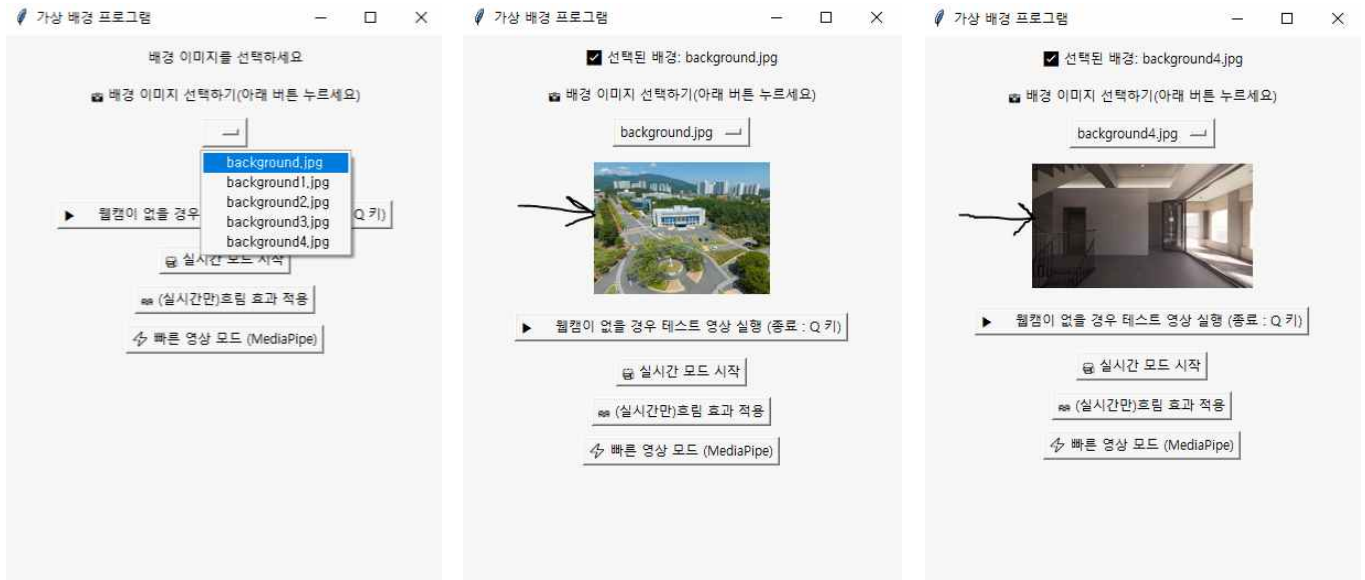 가상 배경 프로그램
배경 이미지를 선택하세요
배경 이미지 선택하기(아래 버튼 누르세요)
background.jpg
background1.jpg
background2.jpg
background3.jpg
background4.jpg
웹캠이 없을 경우 Q 키)
실시간 모드 시작
(실시간만)흐림 효과 적용
빠른 영상 모드 (MediaPipe)
가상 배경 프로그램
선택된 배경: background.jpg
배경 이미지 선택하기(아래 버튼 누르세요)
background.jpg
웹캠이 없을 경우 테스트 영상 실행 (종료 : Q 키)
실시간 모드 시작
(실시간만)흐림 효과 적용
빠른 영상 모드 (MediaPipe)
가상 배경 프로그램
선택된 배경: background4.jpg
배경 이미지 선택하기(아래 버튼 누르세요)
background4.jpg
웹캠이 없을 경우 테스트 영상 실행 (종료 : Q 키)
실시간 모드 시작
(실시간만)흐림 효과 적용
빠른 영상 모드 (MediaPipe)